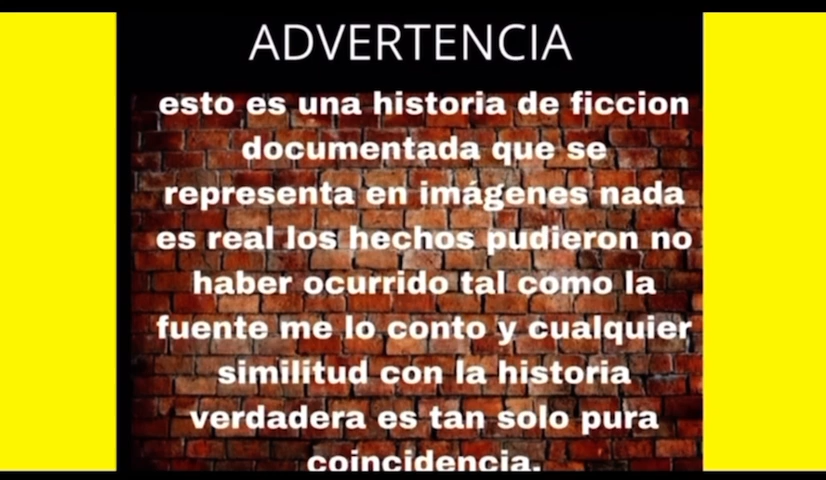 ADVERTENCIA
esto es una historia de ficcion
documentada que se
representa en imágenes nada
es real los hechos pudieron no
haber ocurrido tal como la
fuente me lo conto y cualquier
similitud con la historia
verdadera es tan solo pura
coincidencia.